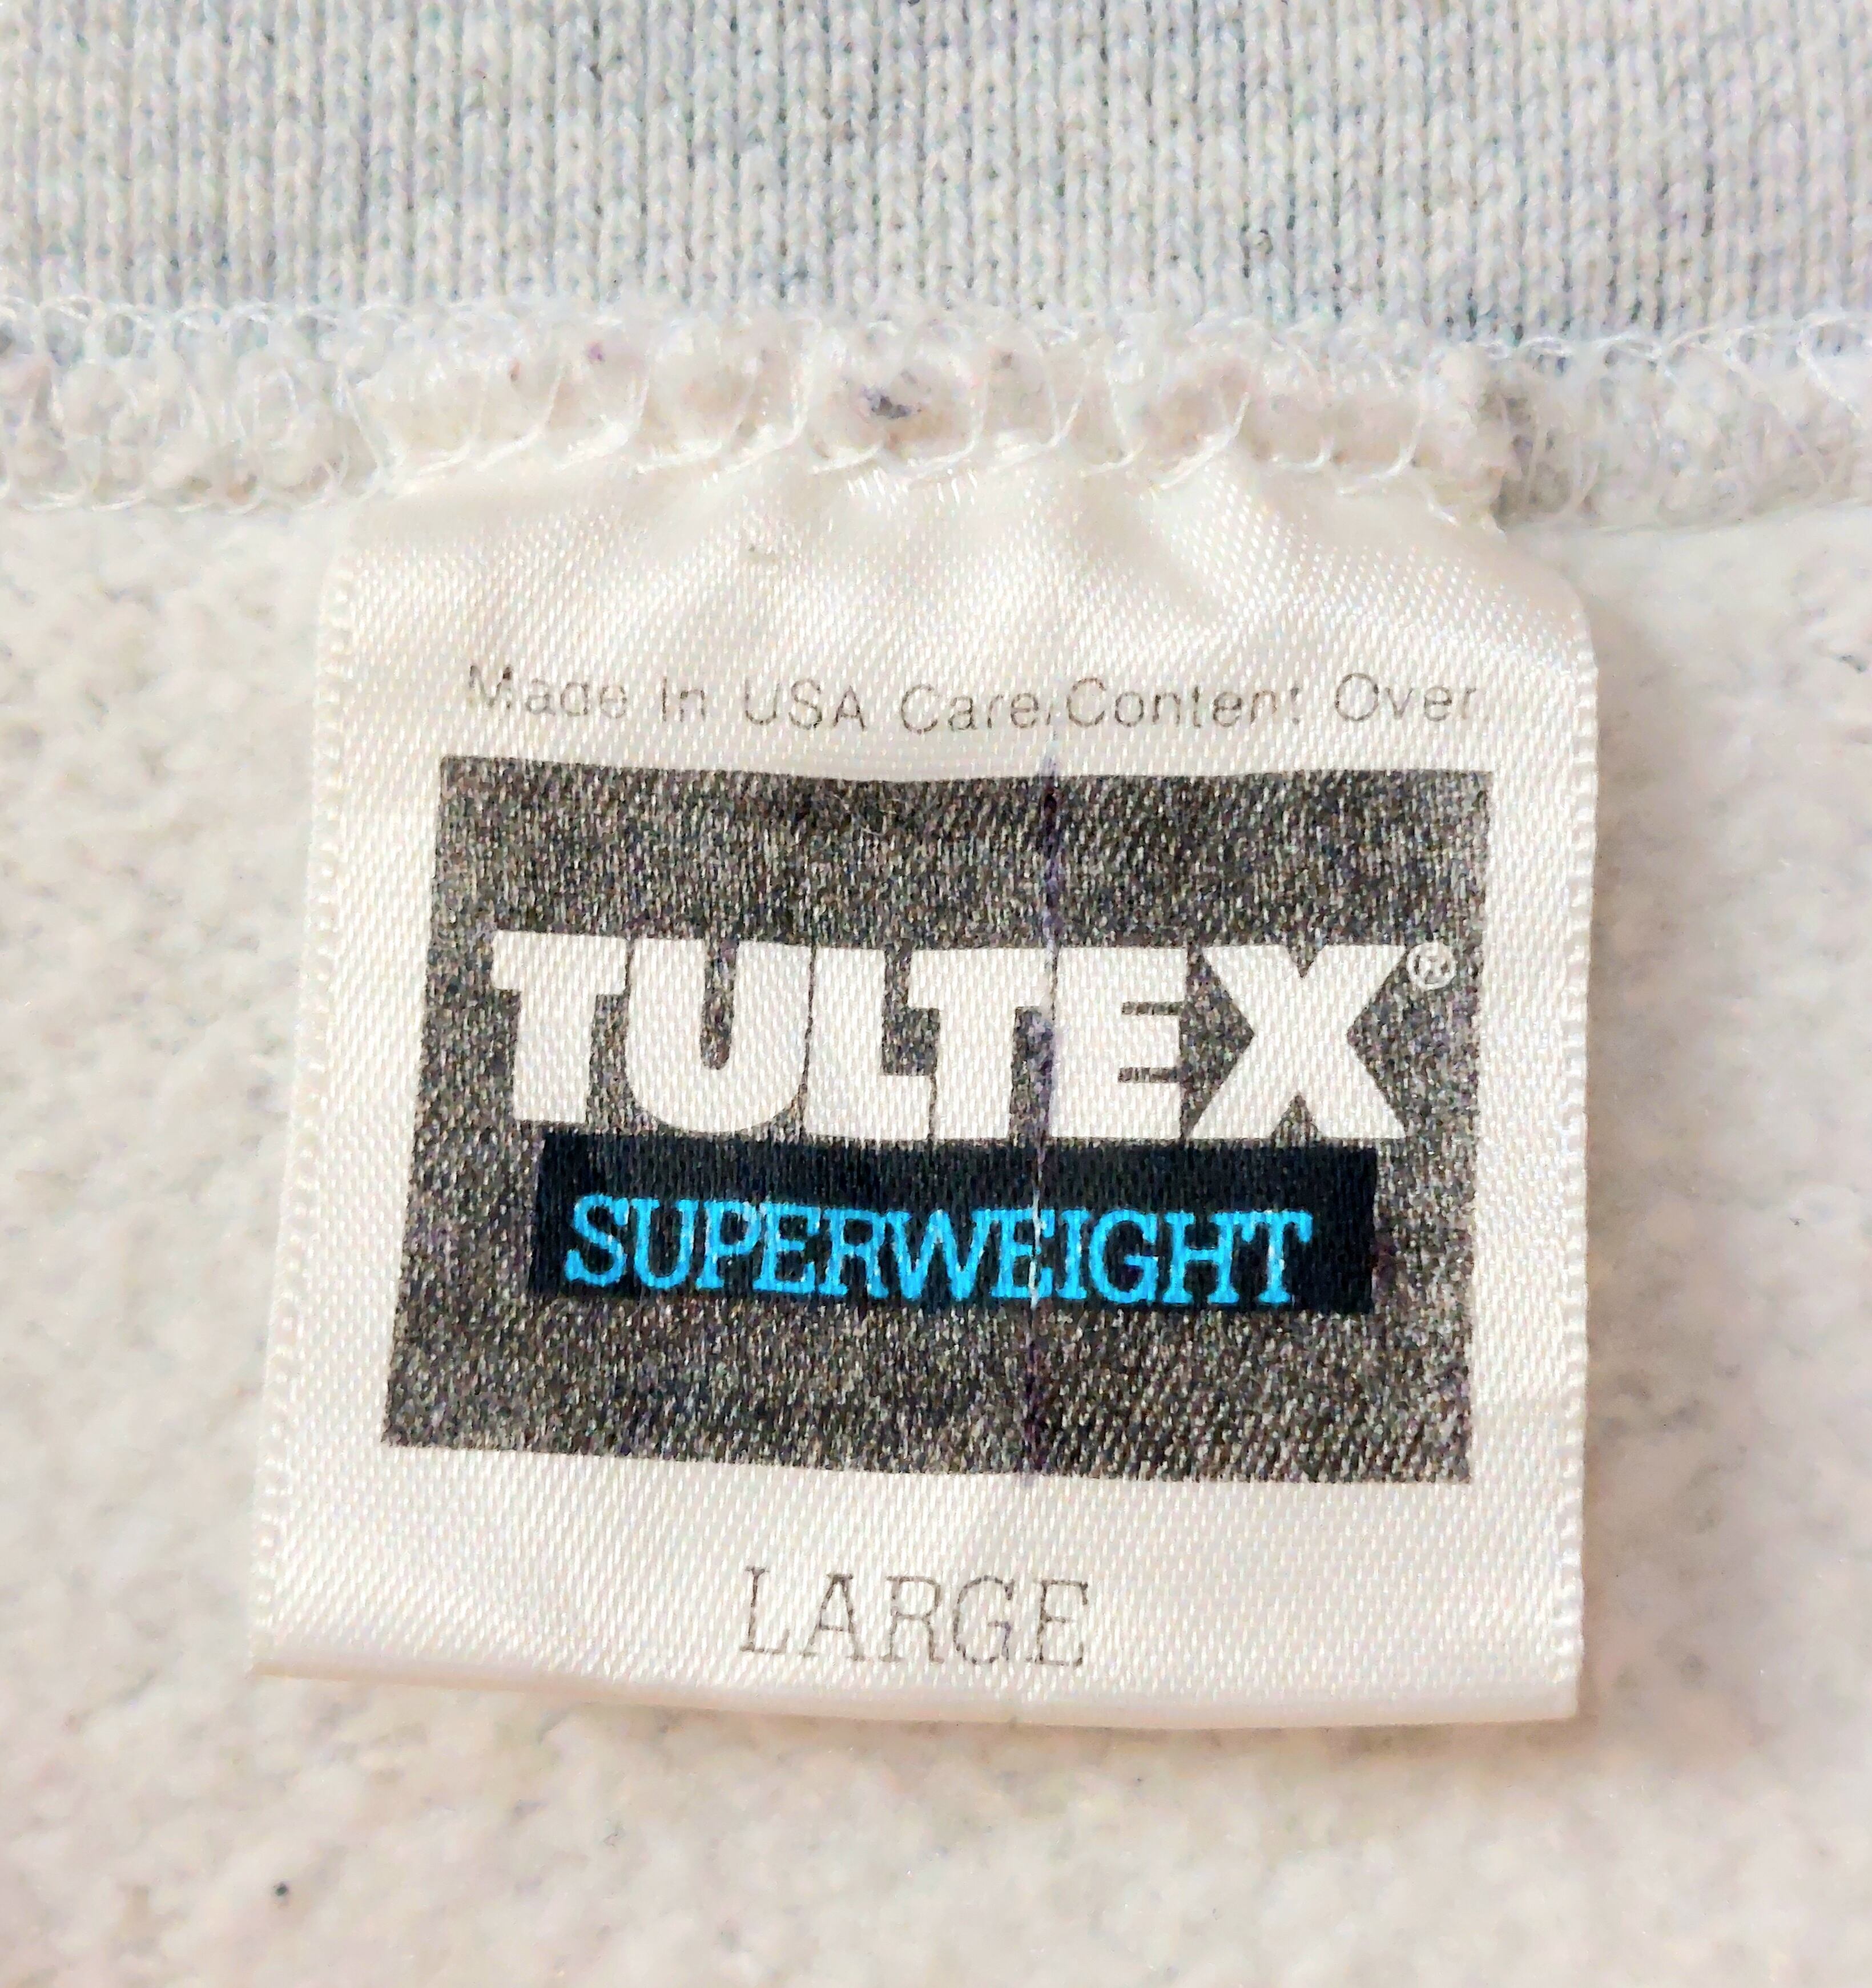 Made In USA Care/Content Over
TULTEX®
SUPERWEIGHT
LARGE